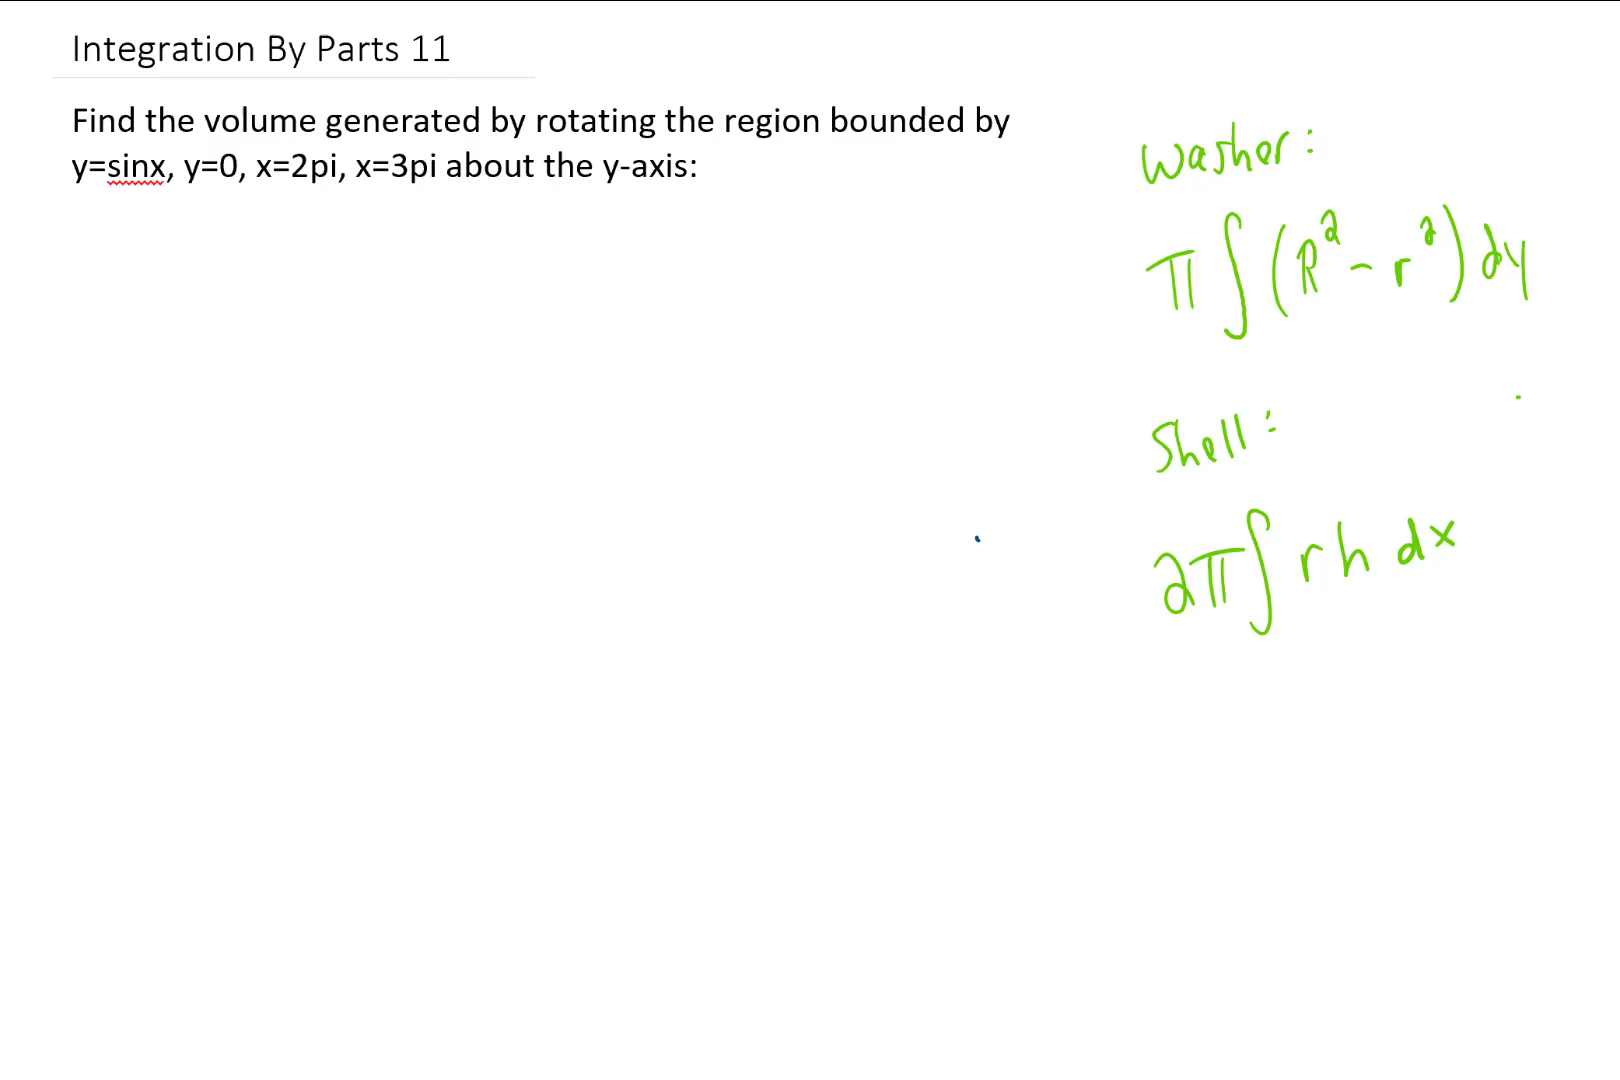 Integration By Parts 11
Find the volume generated by rotating the region bounded by
y=sinx, y=0, x=2pi, x=3pi about the y-axis:
Washer:
π∫(R²-r²)dy
Shell:
2π∫rh dx